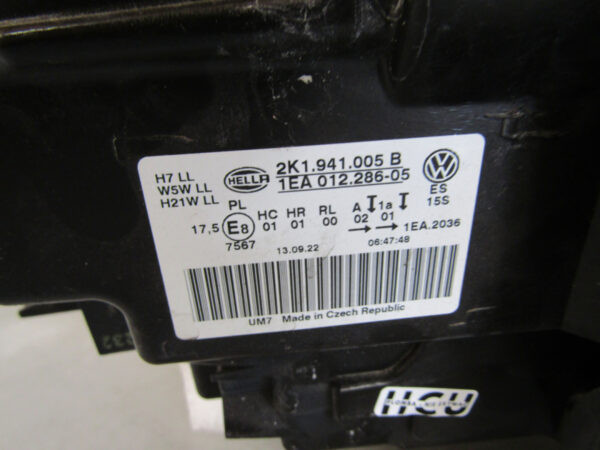 H7 LL
W5W LL
H21W LL
HELLA
2K1.941.005 B
1EA 012.286-05
ES
15S
PL
HC HR RL A 1a
17,5 E8 01 01 00 02 01
7567
1EA.2036
13.09.22
06:47:48
UM7 Made in Czech Republic
HCU